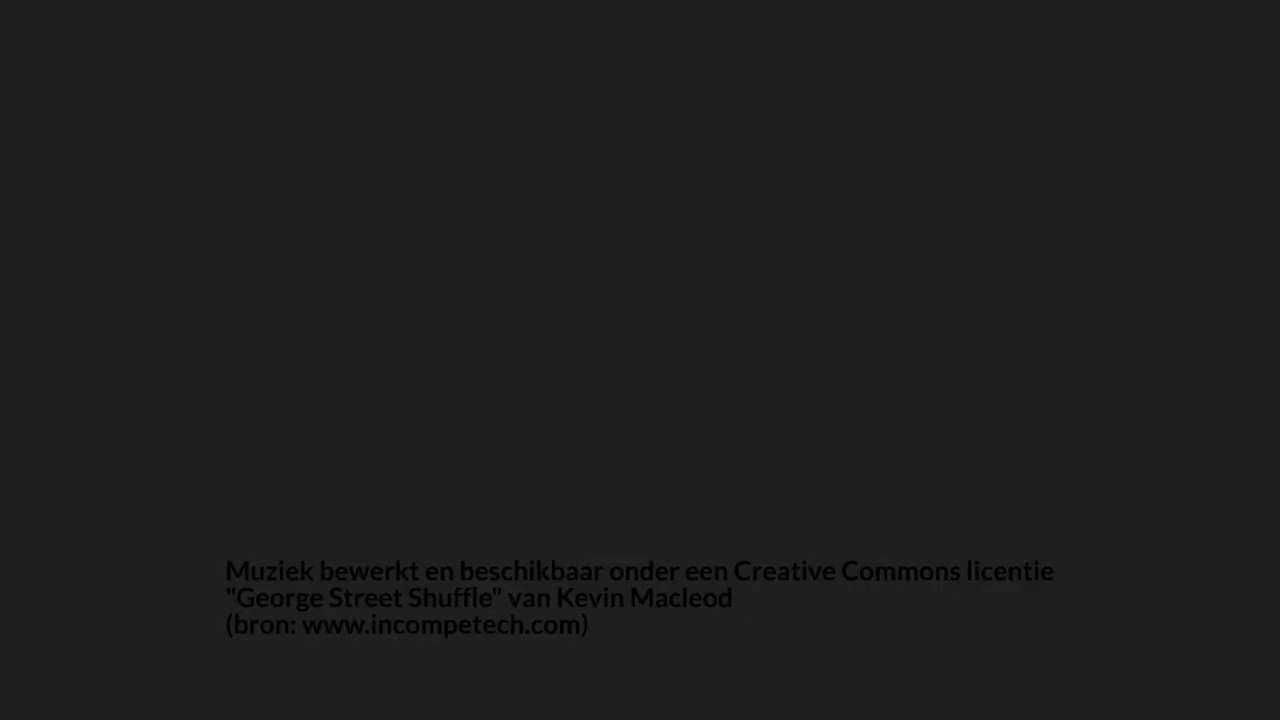 Muziek bewerkt en beschikbaar onder een Creative Commons licentie
"George Street Shuffle" van Kevin Macleod
(bron: www.incompetech.com)